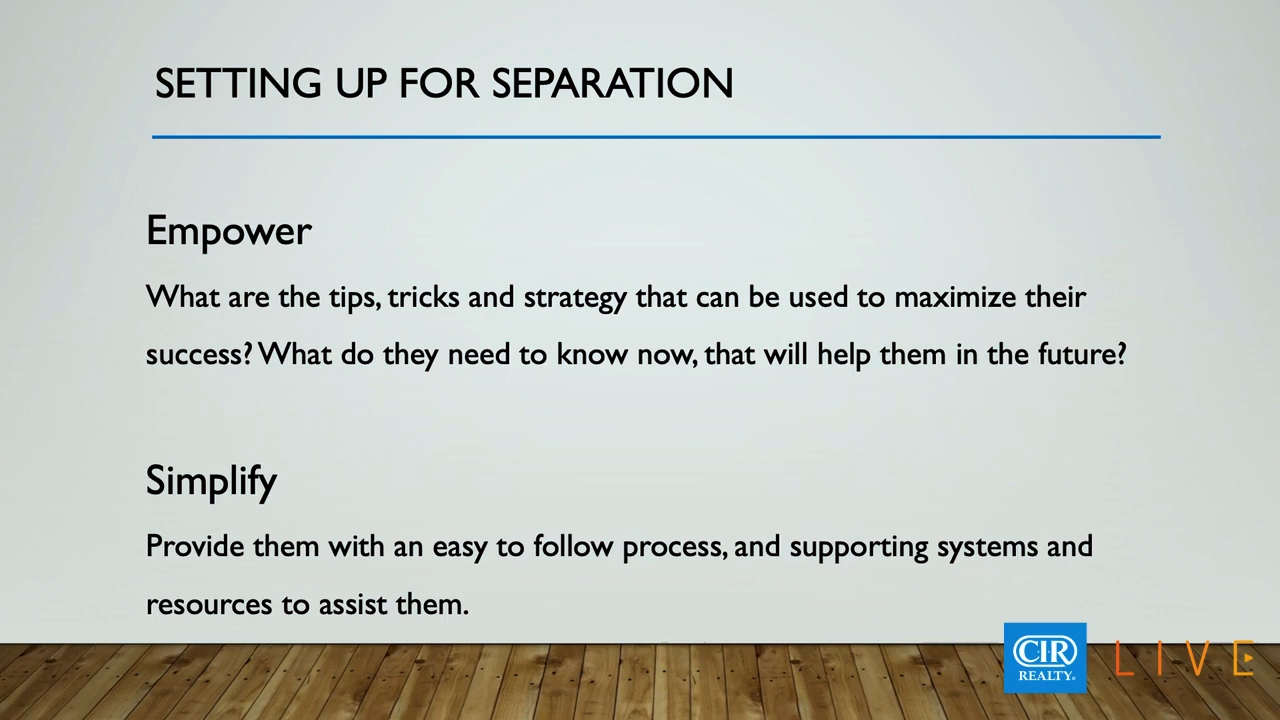 SETTING UP FOR SEPARATION
Empower
What are the tips, tricks and strategy that can be used to maximize their
success? What do they need to know now, that will help them in the future?
Simplify
Provide them with an easy to follow process, and supporting systems and
resources to assist them.
CIR
REALTY.
LIVE